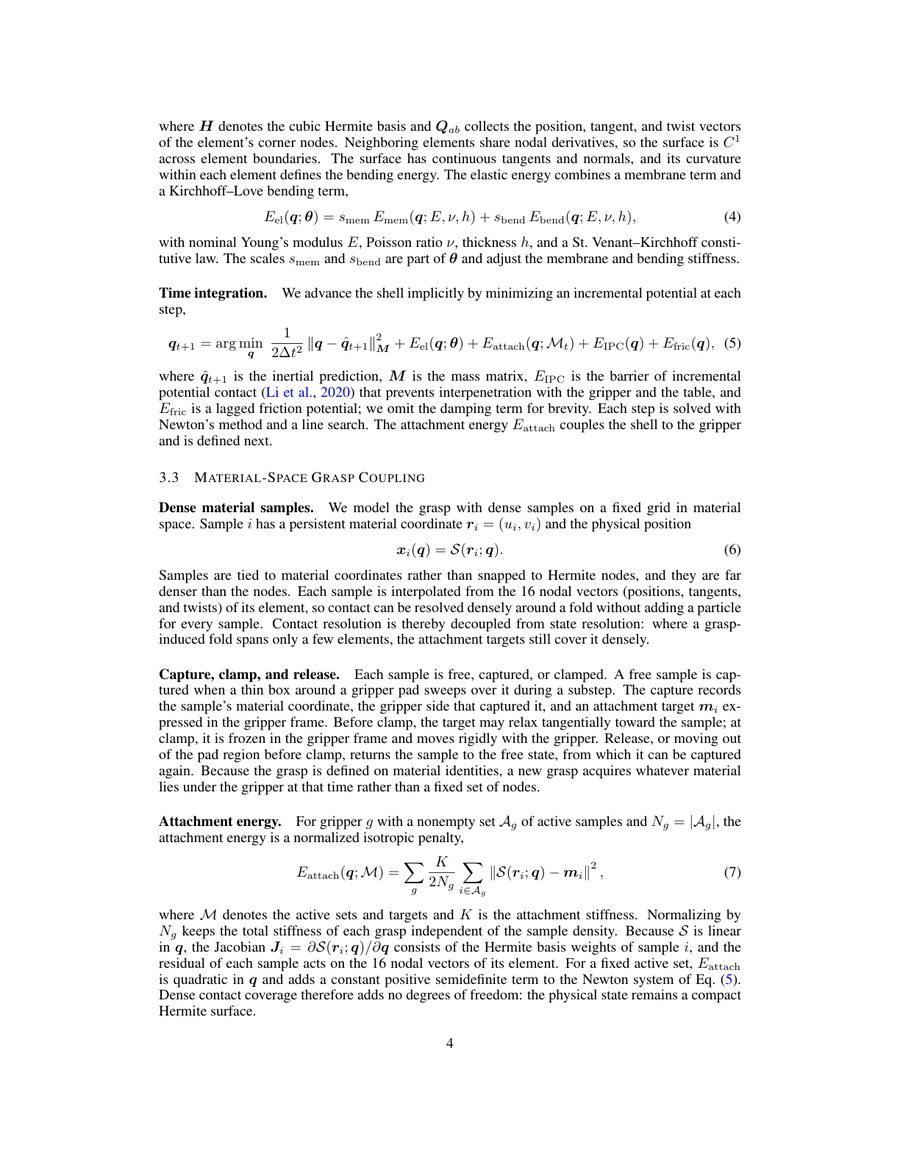 where H denotes the cubic Hermite basis and Q_ab collects the position, tangent, and twist vectors
of the element's corner nodes. Neighboring elements share nodal derivatives, so the surface is C^1
across element boundaries. The surface has continuous tangents and normals, and its curvature
within each element defines the bending energy. The elastic energy combines a membrane term and
a Kirchhoff–Love bending term,
E_el(q; θ) = s_mem E_mem(q; E, ν, h) + s_bend E_bend(q; E, ν, h), (4)
with nominal Young's modulus E, Poisson ratio ν, thickness h, and a St. Venant–Kirchhoff consti-
tutive law. The scales s_mem and s_bend are part of θ and adjust the membrane and bending stiffness.
Time integration. We advance the shell implicitly by minimizing an incremental potential at each
step,
q_{t+1} = arg min_q 1/(2Δt^2) ‖q − q̂_{t+1}‖^2_M + E_el(q; θ) + E_attach(q; M_t) + E_IPC(q) + E_fric(q), (5)
where q̂_{t+1} is the inertial prediction, M is the mass matrix, E_IPC is the barrier of incremental
potential contact (Li et al., 2020) that prevents interpenetration with the gripper and the table, and
E_fric is a lagged friction potential; we omit the damping term for brevity. Each step is solved with
Newton's method and a line search. The attachment energy E_attach couples the shell to the gripper
and is defined next.
3.3 MATERIAL-SPACE GRASP COUPLING
Dense material samples. We model the grasp with dense samples on a fixed grid in material
space. Sample i has a persistent material coordinate r_i = (u_i, v_i) and the physical position
x_i(q) = S(r_i; q). (6)
Samples are tied to material coordinates rather than snapped to Hermite nodes, and they are far
denser than the nodes. Each sample is interpolated from the 16 nodal vectors (positions, tangents,
and twists) of its element, so contact can be resolved densely around a fold without adding a particle
for every sample. Contact resolution is thereby decoupled from state resolution: where a grasp-
induced fold spans only a few elements, the attachment targets still cover it densely.
Capture, clamp, and release. Each sample is free, captured, or clamped. A free sample is cap-
tured when a thin box around a gripper pad sweeps over it during a substep. The capture records
the sample's material coordinate, the gripper side that captured it, and an attachment target m_i ex-
pressed in the gripper frame. Before clamp, the target may relax tangentially toward the sample; at
clamp, it is frozen in the gripper frame and moves rigidly with the gripper. Release, or moving out
of the pad region before clamp, returns the sample to the free state, from which it can be captured
again. Because the grasp is defined on material identities, a new grasp acquires whatever material
lies under the gripper at that time rather than a fixed set of nodes.
Attachment energy. For gripper g with a nonempty set A_g of active samples and N_g = |A_g|, the
attachment energy is a normalized isotropic penalty,
E_attach(q; M) = ∑_g K/(2N_g) ∑_{i∈A_g} ‖S(r_i; q) − m_i‖^2 , (7)
where M denotes the active sets and targets and K is the attachment stiffness. Normalizing by
N_g keeps the total stiffness of each grasp independent of the sample density. Because S is linear
in q, the Jacobian J_i = ∂S(r_i; q)/∂q consists of the Hermite basis weights of sample i, and the
residual of each sample acts on the 16 nodal vectors of its element. For a fixed active set, E_attach
is quadratic in q and adds a constant positive semidefinite term to the Newton system of Eq. (5).
Dense contact coverage therefore adds no degrees of freedom: the physical state remains a compact
Hermite surface.
4